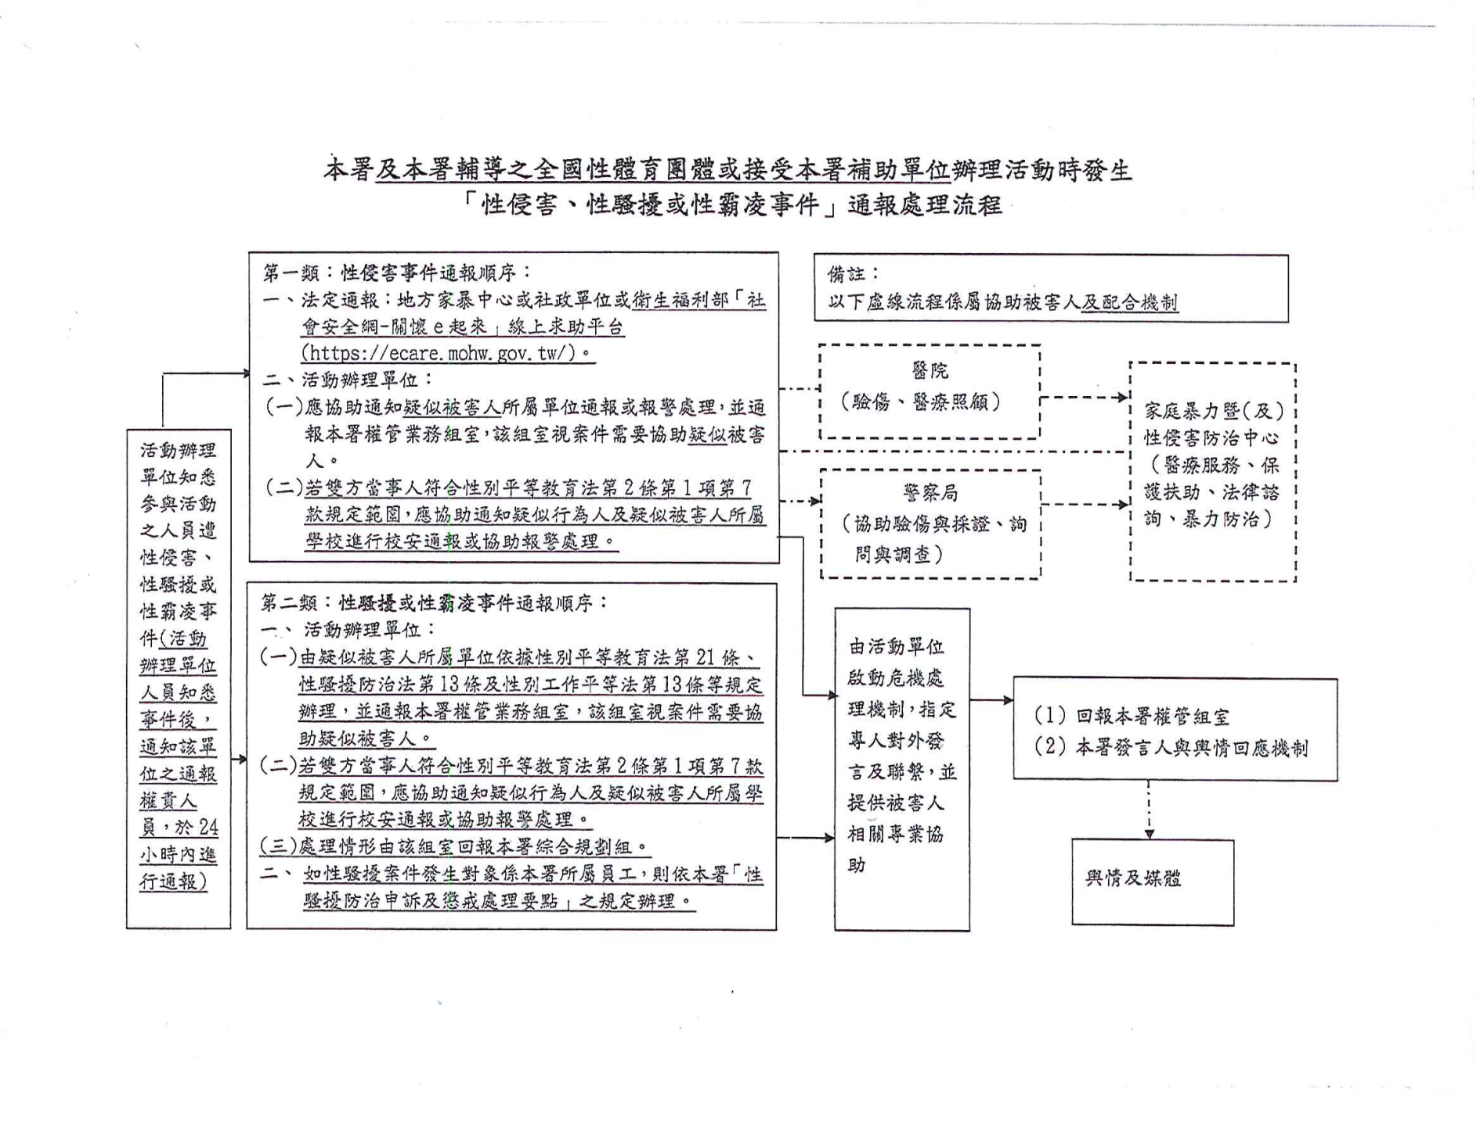 本署及本署輔導之全國性體育團體或接受本署補助單位辦理活動時發生
「性侵害、性騷擾或性霸凌事件」通報處理流程
活動辦理
單位知悉
參與活動
之人員遭
性侵害、
性騷擾或
性霸凌事
件(活動
辦理單位
人員知悉
事件後，
通知該單
位之通報
權責人
員，於24
小時內進
行通報)
第一類：性侵害事件通報順序：
一、法定通報：地方家暴中心或社政單位或衛生福利部「社
會安全網-關懷e起來」線上求助平台
(https://ecare.mohw.gov.tw/)。
二、活動辦理單位：
(一)應協助通知疑似被害人所屬單位通報或報警處理，並通
報本署權管業務組室，該組室視案件需要協助疑似被害
人。
(二)若雙方當事人符合性別平等教育法第2條第1項第7
款規定範圍，應協助通知疑似行為人及疑似被害人所屬
學校進行校安通報或協助報警處理。
第二類：性騷擾或性霸凌事件通報順序：
一、 活動辦理單位：
(一)由疑似被害人所屬單位依據性別平等教育法第21條、
性騷擾防治法第13條及性別工作平等法第13條等規定
辦理，並通報本署權管業務組室，該組室視案件需要協
助疑似被害人。
(二)若雙方當事人符合性別平等教育法第2條第1項第7款
規定範圍，應協助通知疑似行為人及疑似被害人所屬學
校進行校安通報或協助報警處理。
(三)處理情形由該組室回報本署綜合規劃組。
二、 如性騷擾案件發生對象係本署所屬員工，則依本署「性
騷擾防治申訴及懲戒處理要點」之規定辦理。
備註：
以下虛線流程係屬協助被害人及配合機制
醫院
(驗傷、醫療照顧)
警察局
(協助驗傷與採證、詢
問與調查)
家庭暴力暨(及)
性侵害防治中心
(醫療服務、保
護扶助、法律諮
詢、暴力防治)
由活動單位
啟動危機處
理機制，指定
專人對外發
言及聯繫，並
提供被害人
相關專業協
助
(1) 回報本署權管組室
(2) 本署發言人與輿情回應機制
輿情及媒體